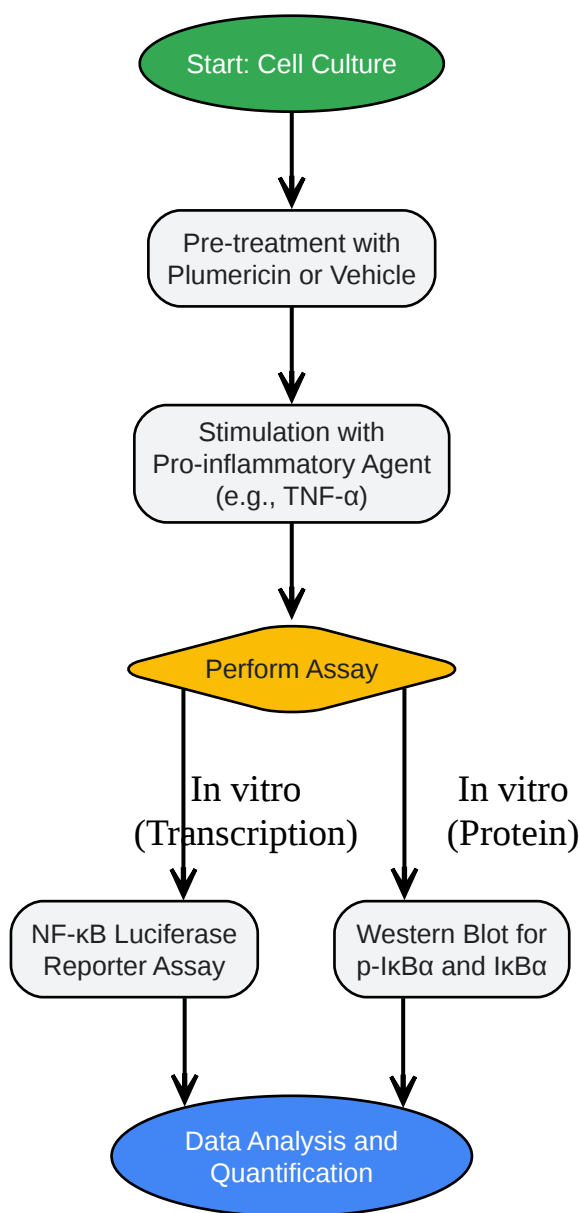 Start: Cell Culture
Pre-treatment with
Plumericin or Vehicle
Stimulation with
Pro-inflammatory Agent
(e.g., TNF-α)
Perform Assay
In vitro
(Transcription)
In vitro
(Protein)
NF-κB Luciferase
Reporter Assay
Western Blot for
p-IκBα and IκBα
Data Analysis and
Quantification